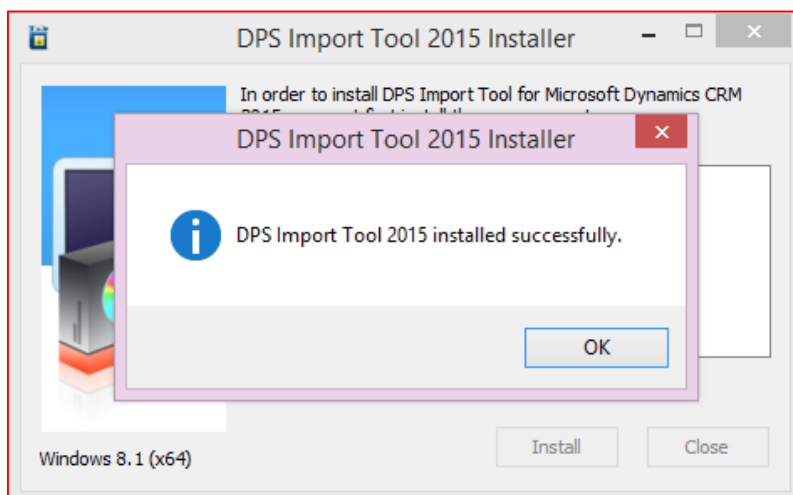 DPS Import Tool 2015 Installer
In order to install DPS Import Tool for Microsoft Dynamics CRM
DPS Import Tool 2015 Installer
DPS Import Tool 2015 installed successfully.
OK
Install
Close
Windows 8.1 (x64)